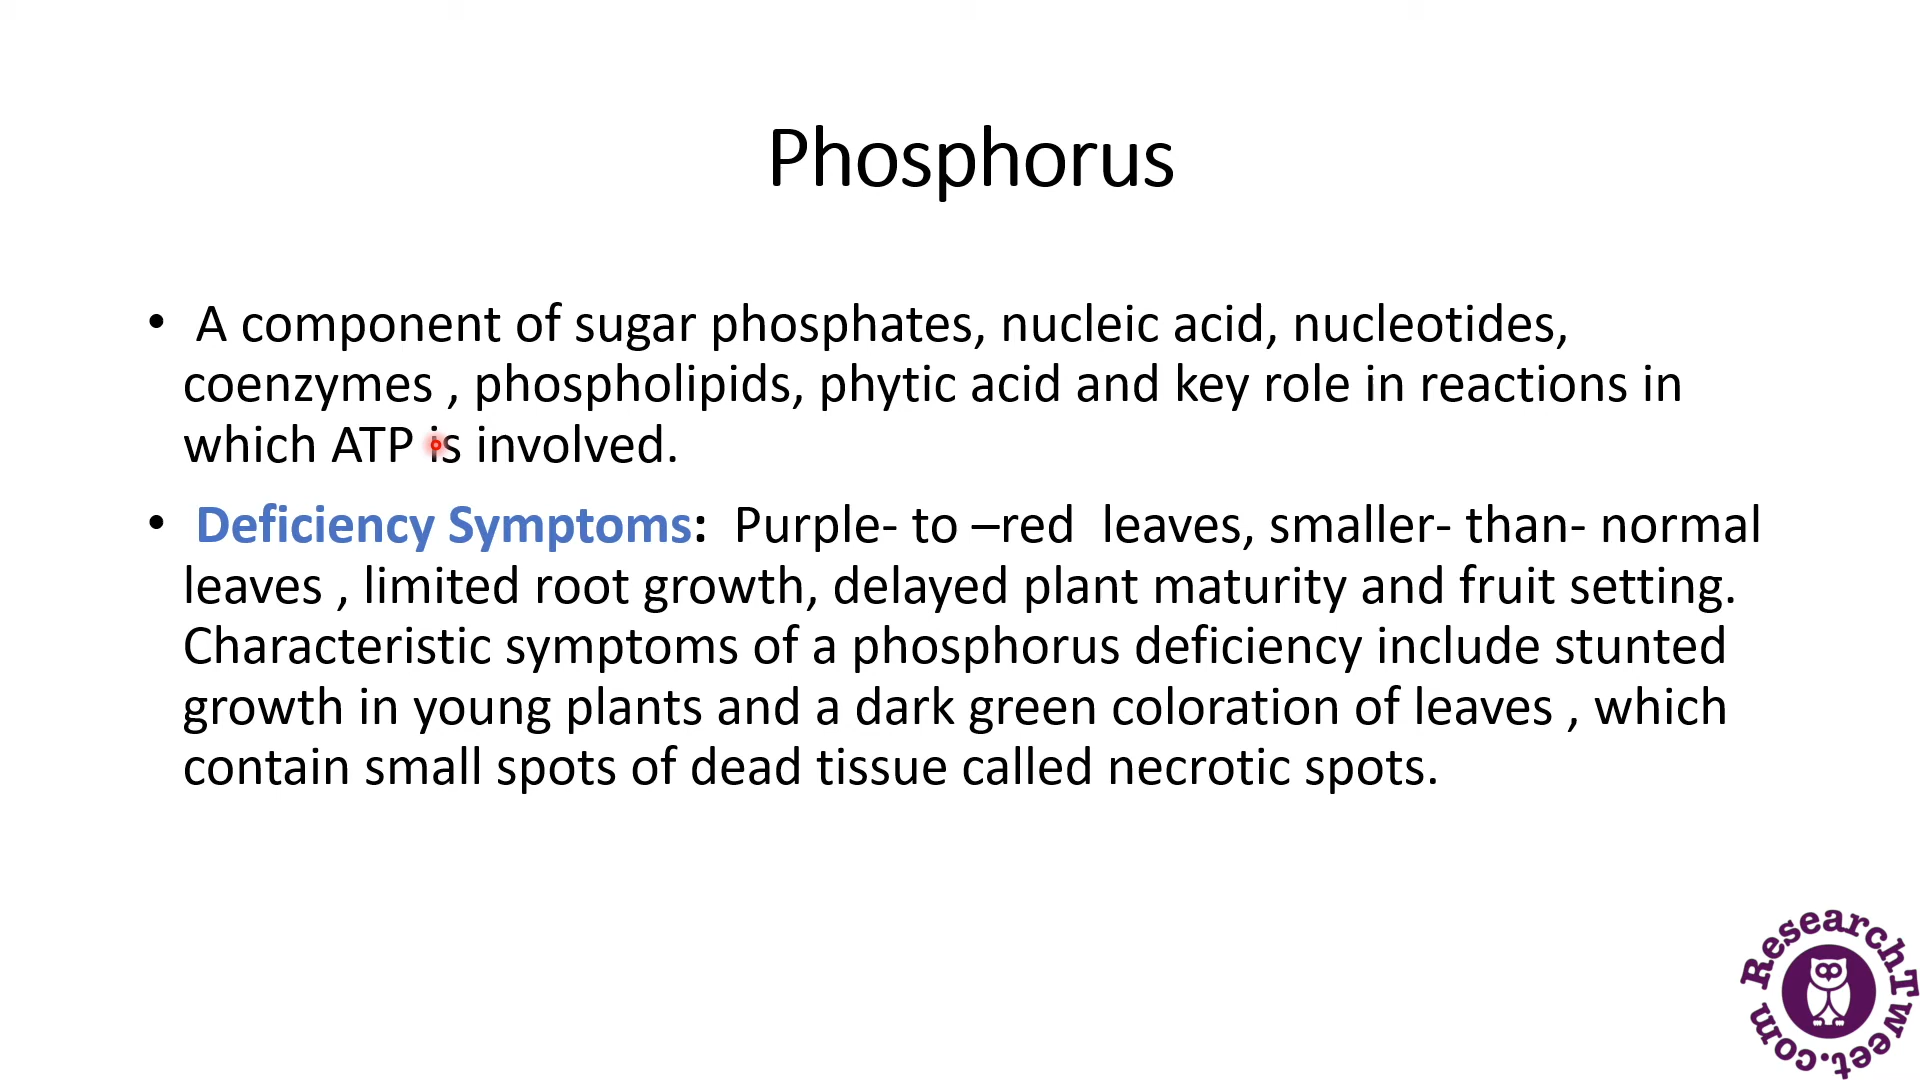 Phosphorus
• A component of sugar phosphates, nucleic acid, nucleotides,
coenzymes , phospholipids, phytic acid and key role in reactions in
which ATP is involved.
• Deficiency Symptoms: Purple- to –red leaves, smaller- than- normal
leaves , limited root growth, delayed plant maturity and fruit setting.
Characteristic symptoms of a phosphorus deficiency include stunted
growth in young plants and a dark green coloration of leaves , which
contain small spots of dead tissue called necrotic spots.
ResearchTweet.com